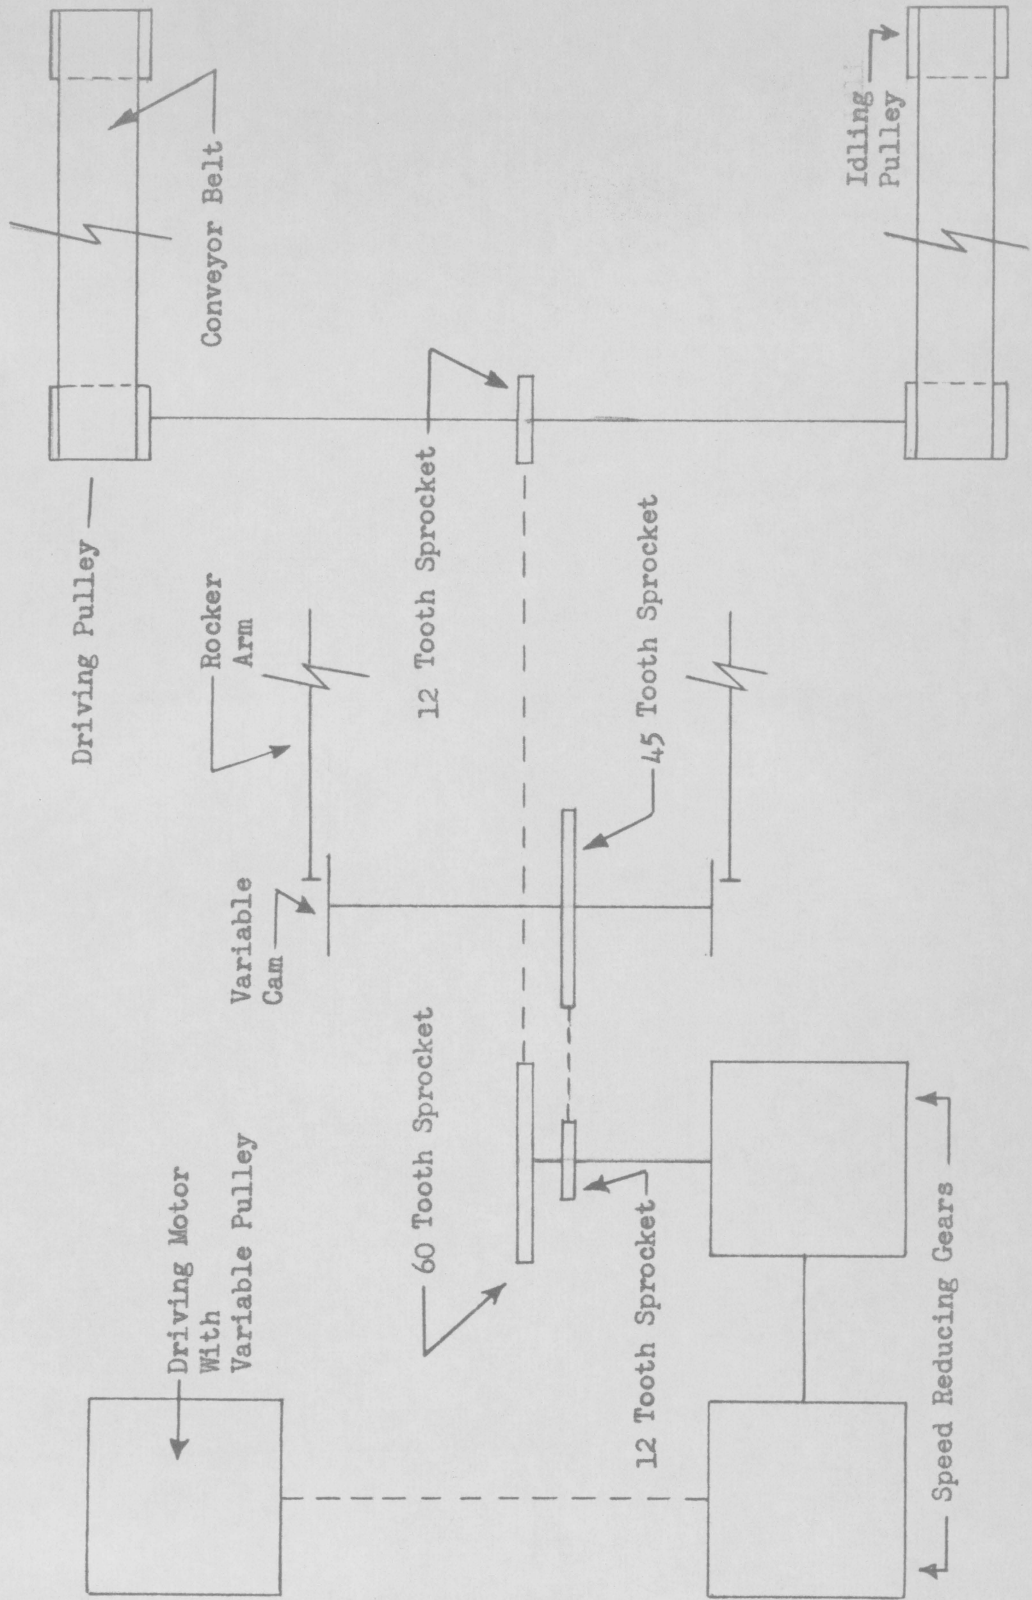 Driving Motor
With
Variable Pulley
Speed Reducing Gears
60 Tooth Sprocket
12 Tooth Sprocket
Variable
Cam
Rocker
Arm
45 Tooth Sprocket
Driving Pulley
12 Tooth Sprocket
Conveyor Belt
Idling
Pulley